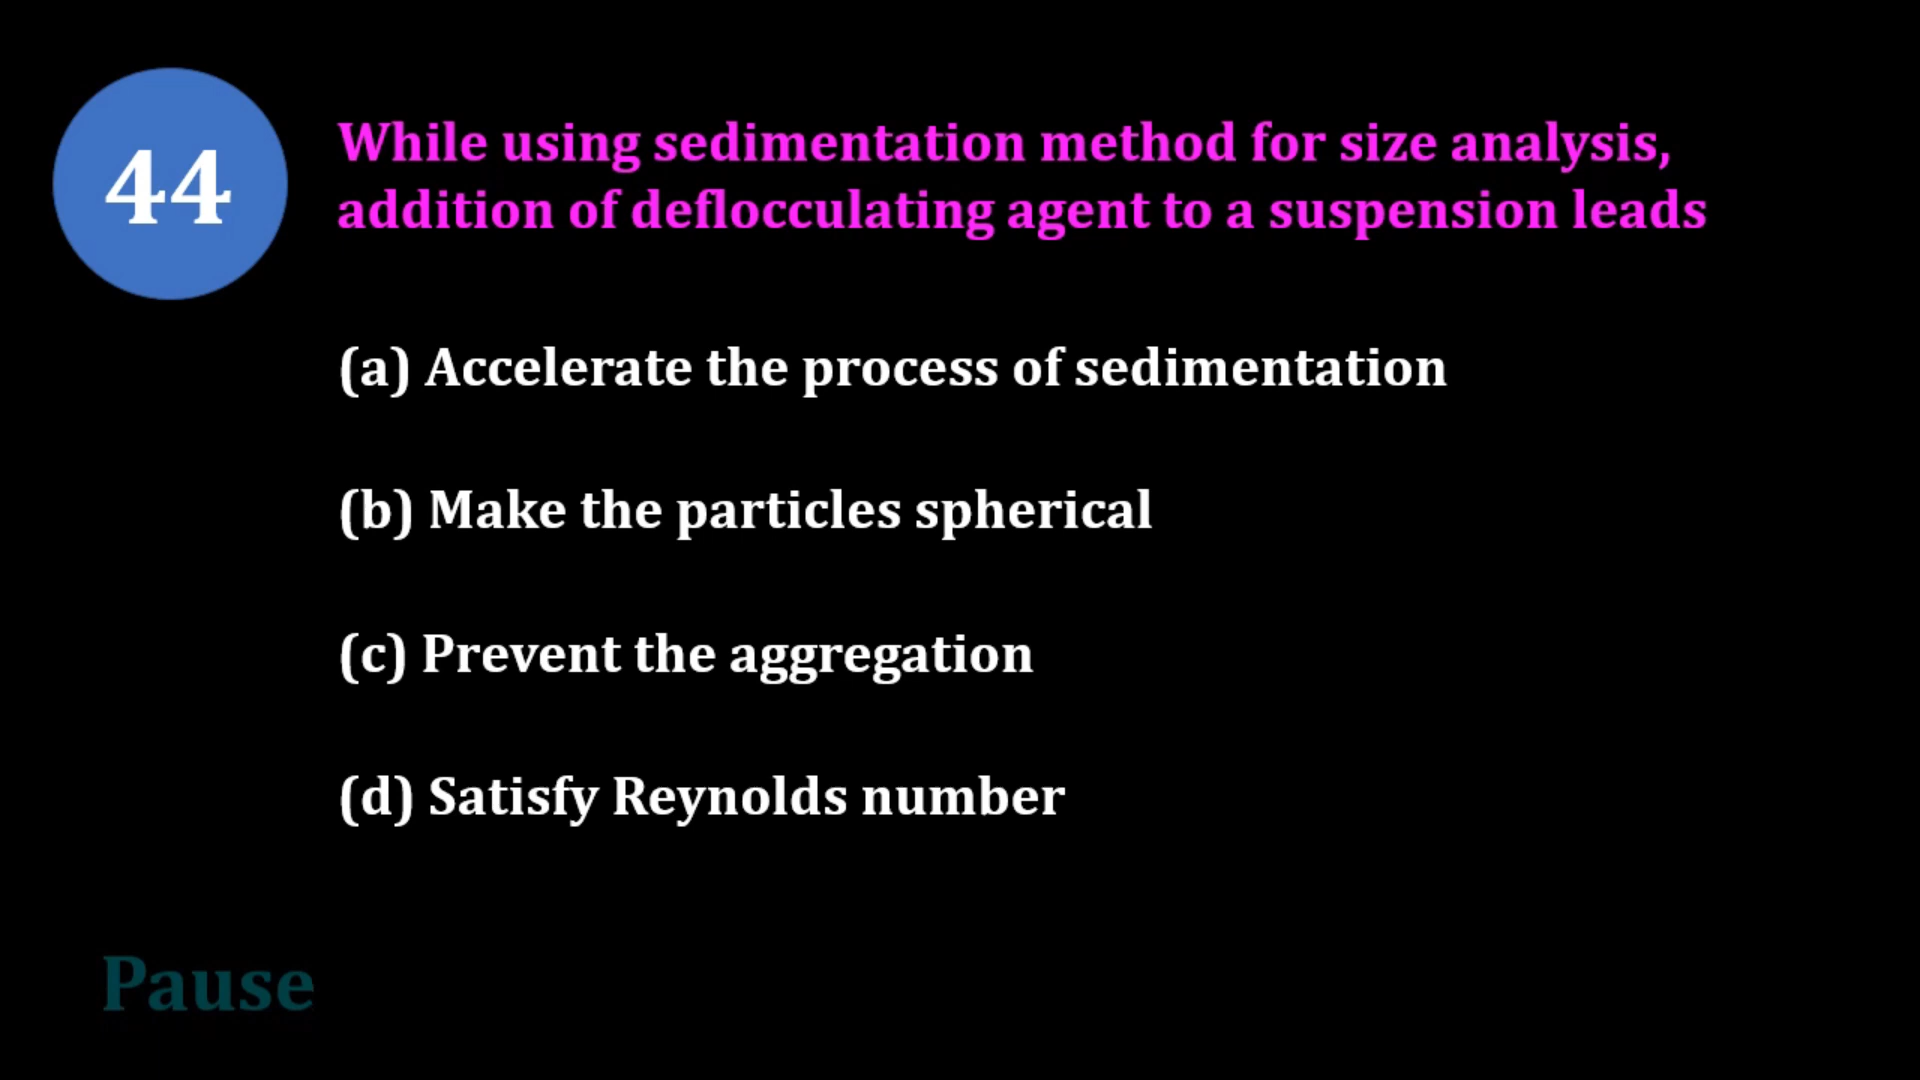 44
While using sedimentation method for size analysis,
addition of deflocculating agent to a suspension leads
(a) Accelerate the process of sedimentation
(b) Make the particles spherical
(c) Prevent the aggregation
(d) Satisfy Reynolds number
Pause